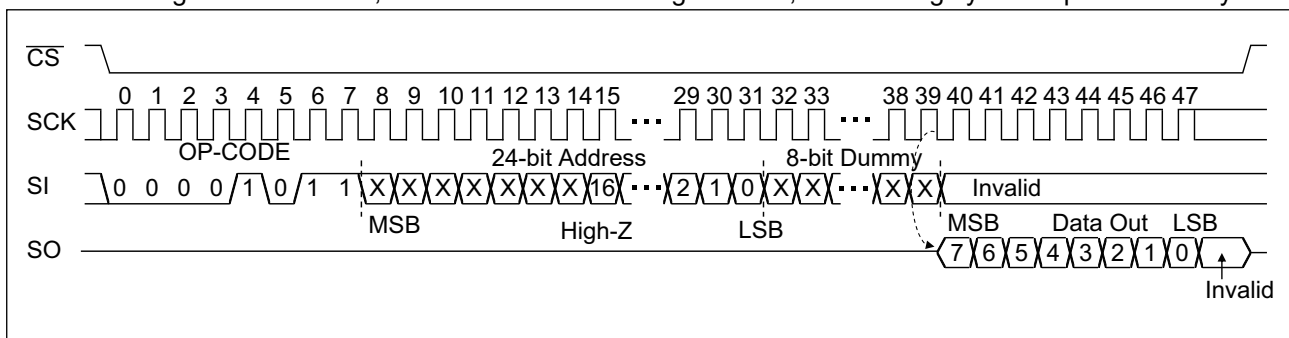 CS
0 1 2 3 4 5 6 7 8 9 10 11 12 13 14 15 29 30 31 32 33 38 39 40 41 42 43 44 45 46 47
SCK
OP-CODE 24-bit Address 8-bit Dummy
SI 0 0 0 0 1 0 1 1 X X X X X X X 16 2 1 0 X X X X Invalid
MSB High-Z LSB MSB Data Out LSB
SO 7 6 5 4 3 2 1 0
Invalid